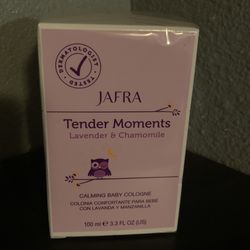 DERMATOLOGIST
TESTED
JAFRA
Tender Moments
Lavender & Chamomile
CALMING BABY COLOGNE
COLONIA CONFORTANTE PARA BEBÉ
CON LAVANDA Y MANZANILLA
100 ml ℮ 3.3 FL OZ (US)